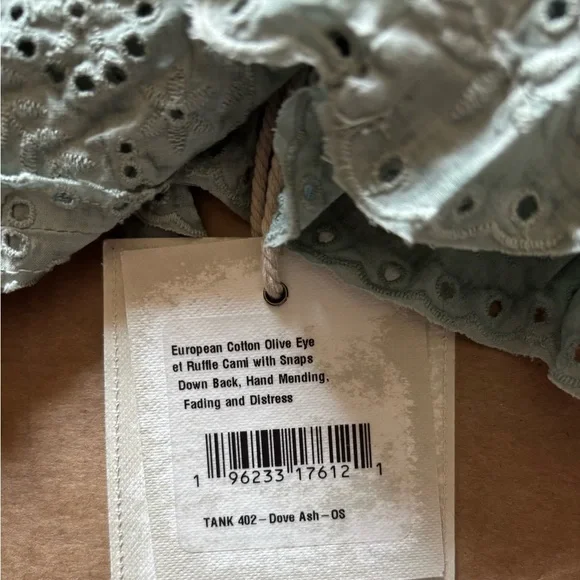 European Cotton Olive Eye
et Ruffle Cami with Snaps
Down Back, Hand Mending,
Fading and Distress
1 96233 17612 1
TANK 402-Dove Ash-OS